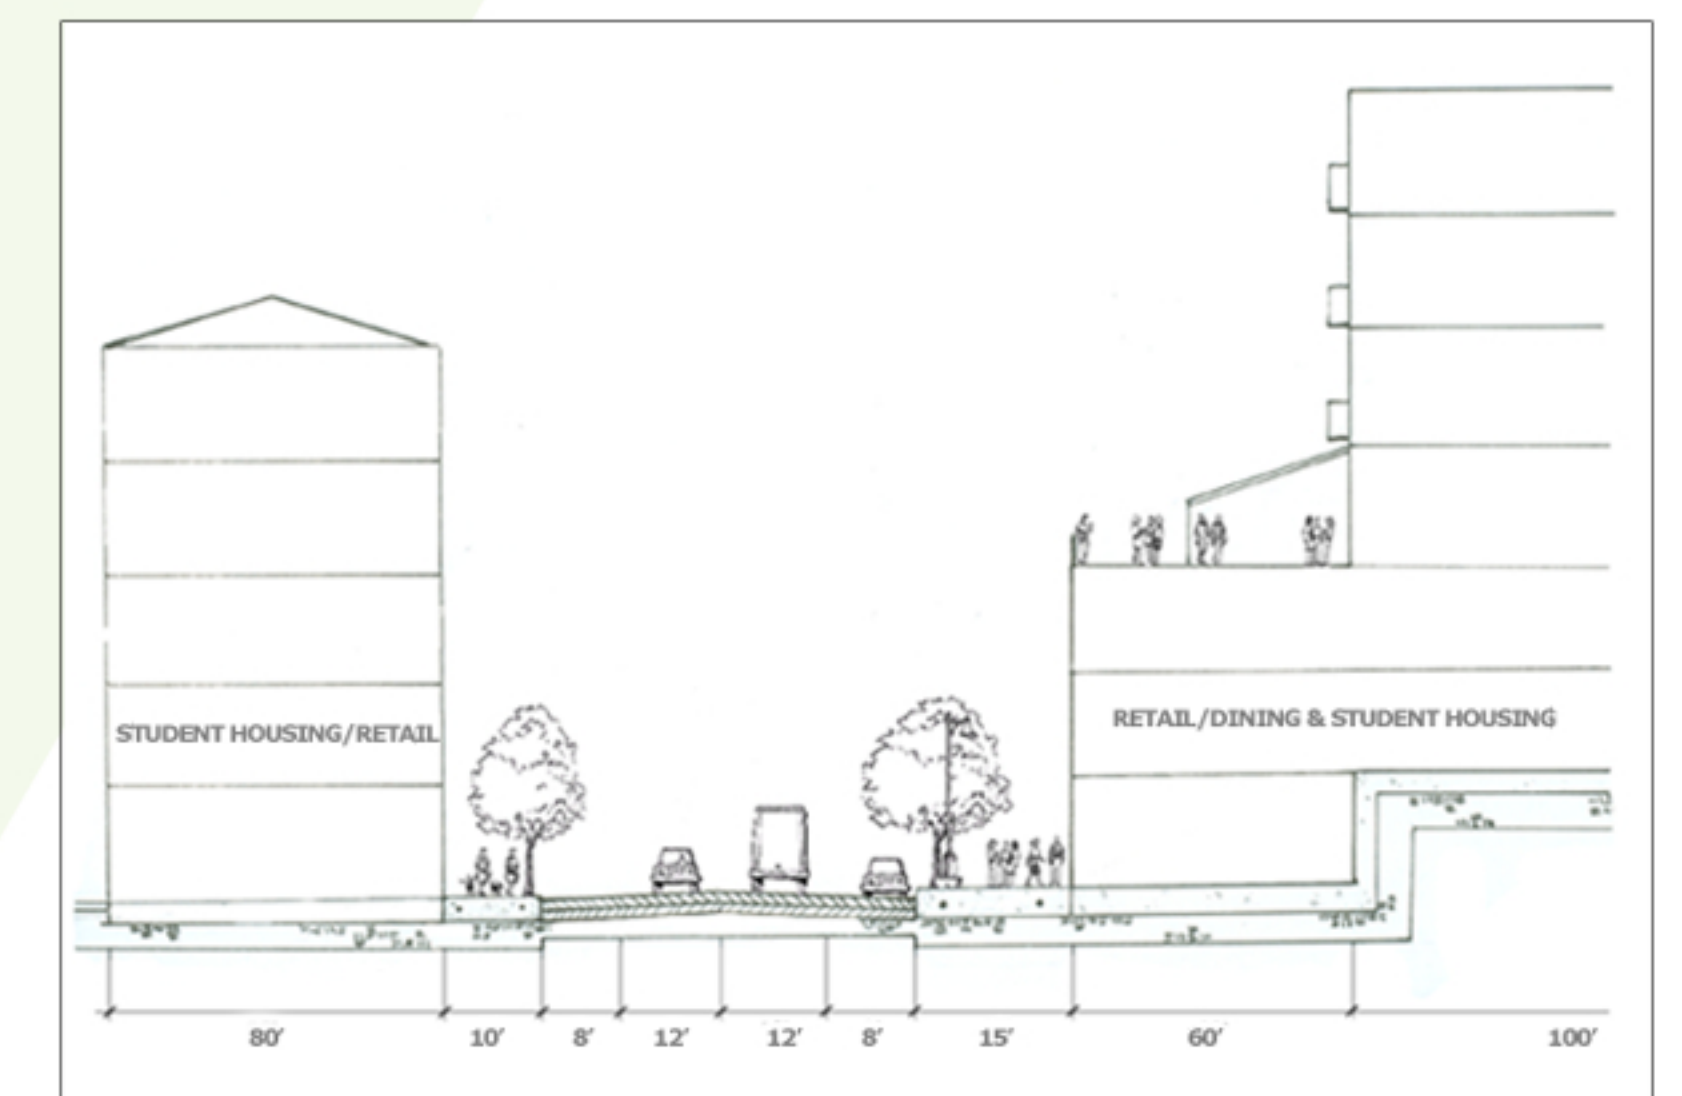 STUDENT HOUSING/RETAIL
RETAIL/DINING & STUDENT HOUSING
80' 10' 8' 12' 12' 8' 15' 60' 100'